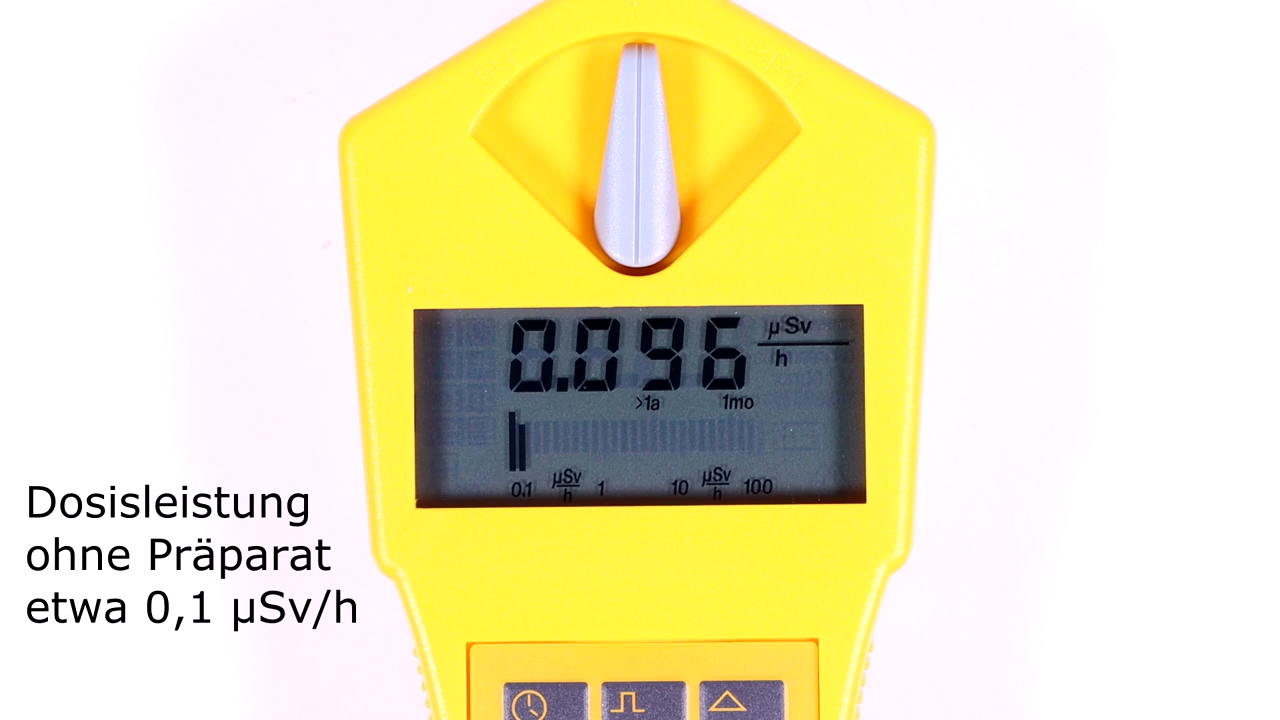 0.096 µSv/h
>1a 1mo
0.1 µSv/h 1 10 µSv/h 100
Dosisleistung
ohne Präparat
etwa 0,1 µSv/h